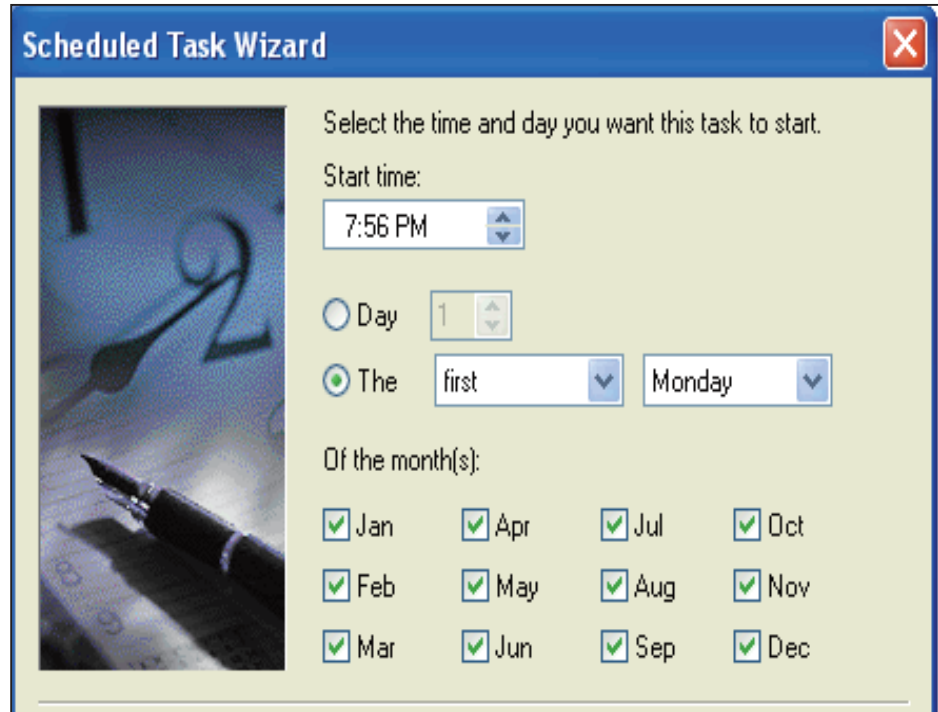 Scheduled Task Wizard
Select the time and day you want this task to start.
Start time:
7:56 PM
Day 1
The first Monday
Of the month(s):
Jan Apr Jul Oct
Feb May Aug Nov
Mar Jun Sep Dec
2